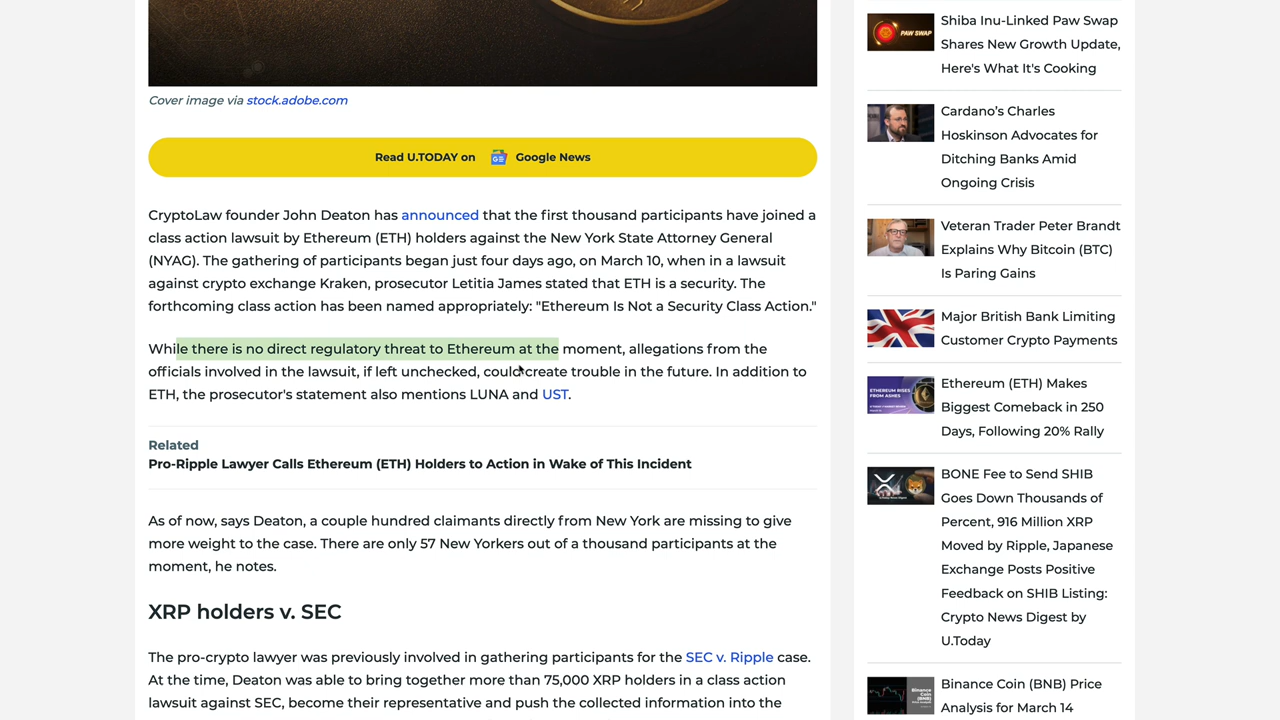 Cover image via stock.adobe.com
Read U.TODAY on GE Google News
CryptoLaw founder John Deaton has announced that the first thousand participants have joined a
class action lawsuit by Ethereum (ETH) holders against the New York State Attorney General
(NYAG). The gathering of participants began just four days ago, on March 10, when in a lawsuit
against crypto exchange Kraken, prosecutor Letitia James stated that ETH is a security. The
forthcoming class action has been named appropriately: "Ethereum Is Not a Security Class Action."
While there is no direct regulatory threat to Ethereum at the moment, allegations from the
officials involved in the lawsuit, if left unchecked, could create trouble in the future. In addition to
ETH, the prosecutor's statement also mentions LUNA and UST.
Related
Pro-Ripple Lawyer Calls Ethereum (ETH) Holders to Action in Wake of This Incident
As of now, says Deaton, a couple hundred claimants directly from New York are missing to give
more weight to the case. There are only 57 New Yorkers out of a thousand participants at the
moment, he notes.
XRP holders v. SEC
The pro-crypto lawyer was previously involved in gathering participants for the SEC v. Ripple case.
At the time, Deaton was able to bring together more than 75,000 XRP holders in a class action
lawsuit against SEC, become their representative and push the collected information into the
PAW SWAP
Shiba Inu-Linked Paw Swap
Shares New Growth Update,
Here's What It's Cooking
Cardano's Charles
Hoskinson Advocates for
Ditching Banks Amid
Ongoing Crisis
Veteran Trader Peter Brandt
Explains Why Bitcoin (BTC)
Is Paring Gains
Major British Bank Limiting
Customer Crypto Payments
ETHEREUM RISES
FROM ASHES
Ethereum (ETH) Makes
Biggest Comeback in 250
Days, Following 20% Rally
BONE Fee to Send SHIB
Goes Down Thousands of
Percent, 916 Million XRP
Moved by Ripple, Japanese
Exchange Posts Positive
Feedback on SHIB Listing:
Crypto News Digest by
U.Today
Binance
Coin
(BNB)
Binance Coin (BNB) Price
Analysis for March 14